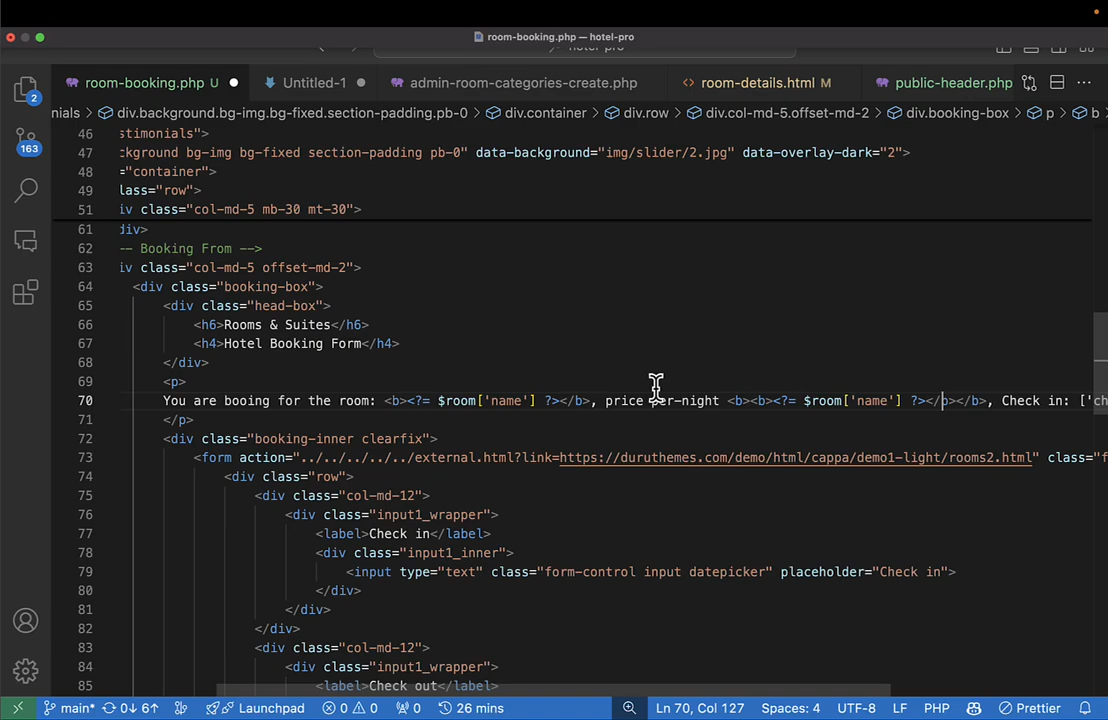 room-booking.php — hotel-pro
room-booking.php U
Untitled-1
admin-room-categories-create.php
room-details.html M
public-header.php
nials > div.background.bg-img.bg-fixed.section-padding.pb-0 > div.container > div.row > div.col-md-5.offset-md-2 > div.booking-box > p > b
46 stimonials">
47 ckground bg-img bg-fixed section-padding pb-0" data-background="img/slider/2.jpg" data-overlay-dark="2">
48 ="container">
49 lass="row">
51 iv class="col-md-5 mb-30 mt-30">
61 div>
62 -- Booking From -->
63 iv class="col-md-5 offset-md-2">
64 <div class="booking-box">
65 <div class="head-box">
66 <h6>Rooms & Suites</h6>
67 <h4>Hotel Booking Form</h4>
68 </div>
69 <p>
70 You are booing for the room: <b><?= $room['name'] ?></b>, price per-night <b><b><?= $room['name'] ?></b></b>, Check in: ['ch
71 </p>
72 <div class="booking-inner clearfix">
73 <form action="../../../../../external.html?link=https://duruthemes.com/demo/html/cappa/demo1-light/rooms2.html" class="f
74 <div class="row">
75 <div class="col-md-12">
76 <div class="input1_wrapper">
77 <label>Check in</label>
78 <div class="input1_inner">
79 <input type="text" class="form-control input datepicker" placeholder="Check in">
80 </div>
81 </div>
82 </div>
83 <div class="col-md-12">
84 <div class="input1_wrapper">
85 <label>Check out</label>
2
163
main* 0↓ 6↑ Launchpad 0 0 0 26 mins Ln 70, Col 127 Spaces: 4 UTF-8 LF PHP Prettier